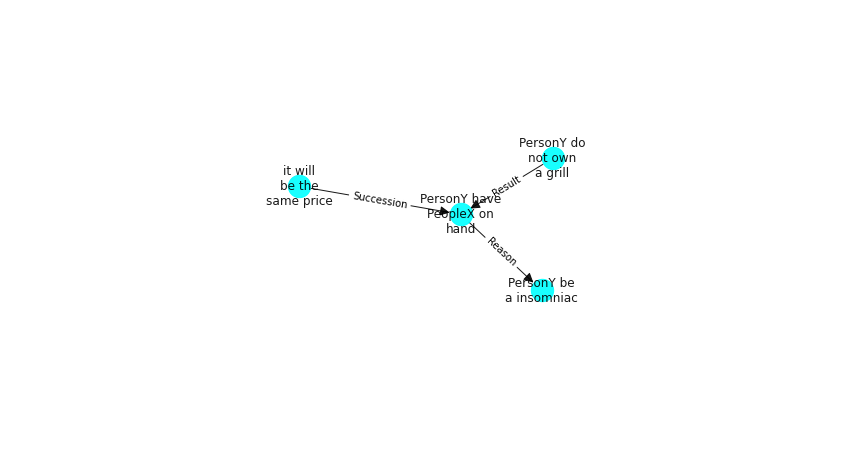 PersonY do
not own
a grill
it will
be the
same price
Succession
Result
PersonY have
PeopleX on
hand
Reason
PersonY be
a insomniac